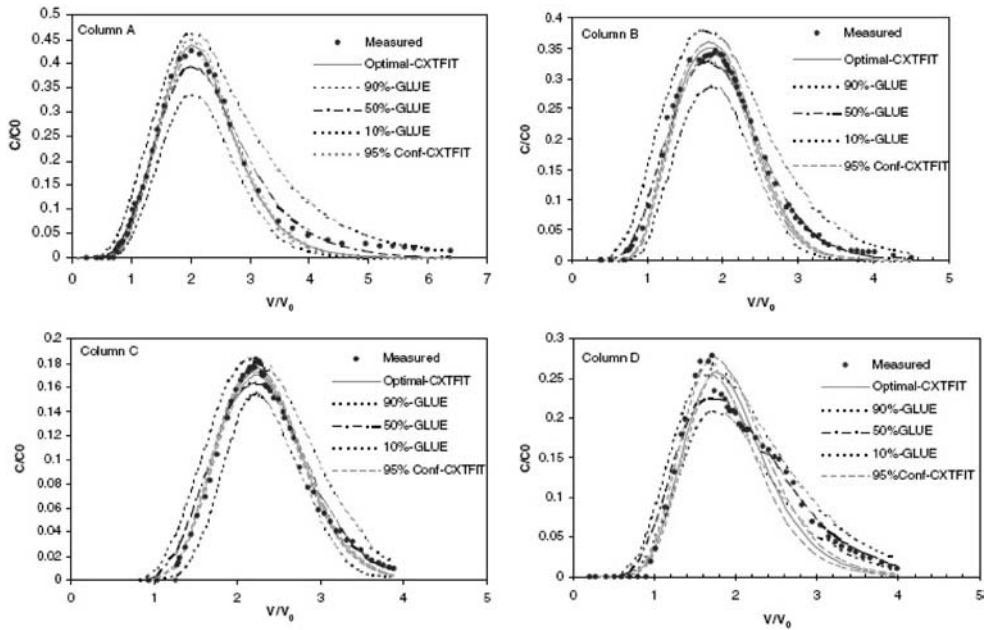 Column A
Measured
Optimal-CXTFIT
90%-GLUE
50%-GLUE
10%-GLUE
95% Conf-CXTFIT
C/C0
0.5
0.45
0.4
0.35
0.3
0.25
0.2
0.15
0.1
0.05
0
0 1 2 3 4 5 6 7
V/V0
Column B
Measured
Optimal-CXTFIT
90%-GLUE
50%-GLUE
10%-GLUE
95% Conf-CXTFIT
C/C0
0.4
0.35
0.3
0.25
0.2
0.15
0.1
0.05
0
0 1 2 3 4 5
V/V0
Column C
Measured
Optimal-CXTFIT
90%-GLUE
50%-GLUE
10%-GLUE
95% Conf-CXTFIT
C/C0
0.2
0.18
0.16
0.14
0.12
0.1
0.08
0.06
0.04
0.02
0
0 1 2 3 4 5
V/V0
Column D
Measured
Optimal-CXTFIT
90%-GLUE
50%GLUE
10%-GLUE
95%Conf-CXTFIT
C/C0
0.3
0.25
0.2
0.15
0.1
0.05
0
0 1 2 3 4 5
V/V0